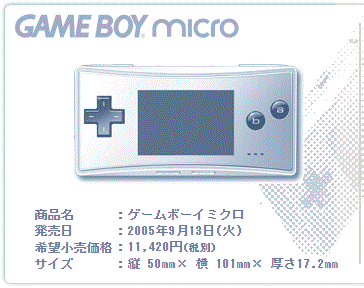 GAME BOY micro
a
b
商品名　：ゲームボーイミクロ
発売日　：2005年9月13日(火)
希望小売価格：11,420円(税別)
サイズ　：縦 50mm× 横 101mm× 厚さ17.2mm